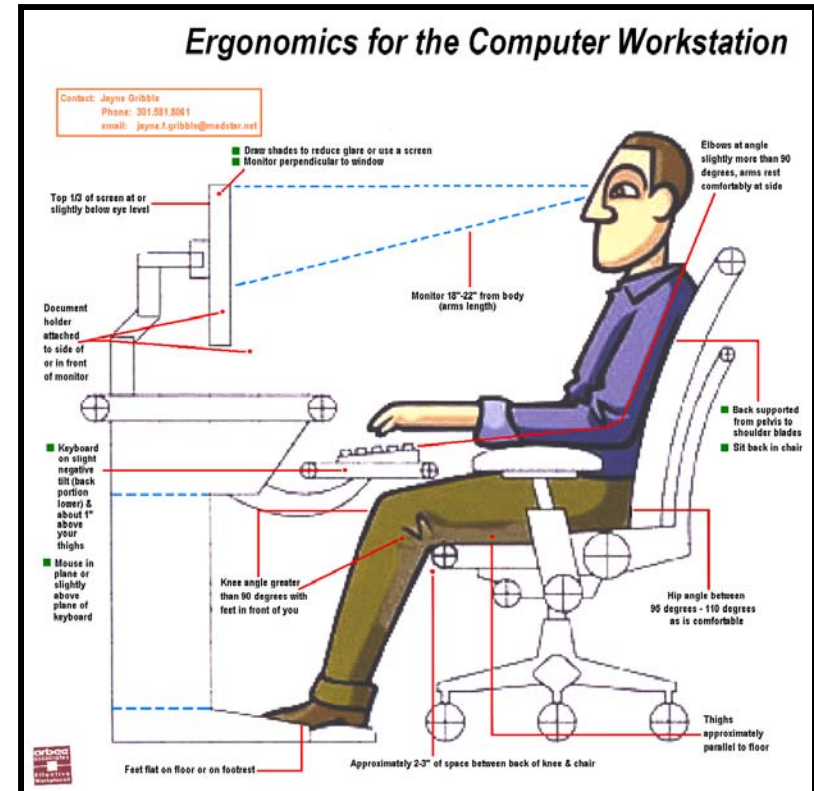 Ergonomics for the Computer Workstation
Contact: Jayne Gribble
Phone: 301.581.8061
email: jayne.f.gribble@medstar.net
Draw shades to reduce glare or use a screen
Monitor perpendicular to window
Elbows at angle
slightly more than 90
degrees, arms rest
comfortably at side
Top 1/3 of screen at or
slightly below eye level
Monitor 18"-22" from body
(arms length)
Document
holder
attached
to side of
or in front
of monitor
Back supported
from pelvis to
shoulder blades
Sit back in chair
Keyboard
on slight
negative
tilt (back
portion
lower) &
about 1"
above
your
thighs
Mouse in
plane or
slightly
above
plane of
keyboard
Knee angle greater
than 90 degrees with
feet in front of you
Hip angle between
95 degrees - 110 degrees
as is comfortable
Thighs
approximately
parallel to floor
Feet flat on floor or on footrest
Approximately 2-3" of space between back of knee & chair
associates
Effective
Workplaces